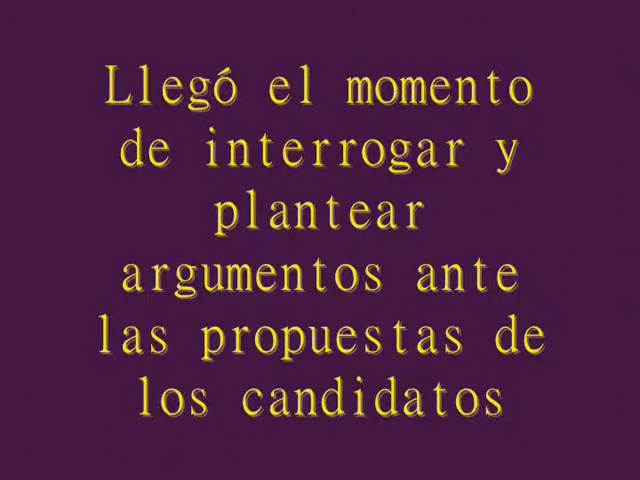 Llegó el momento
de interrogar y
plantear
argumentos ante
las propuestas de
los candidatos